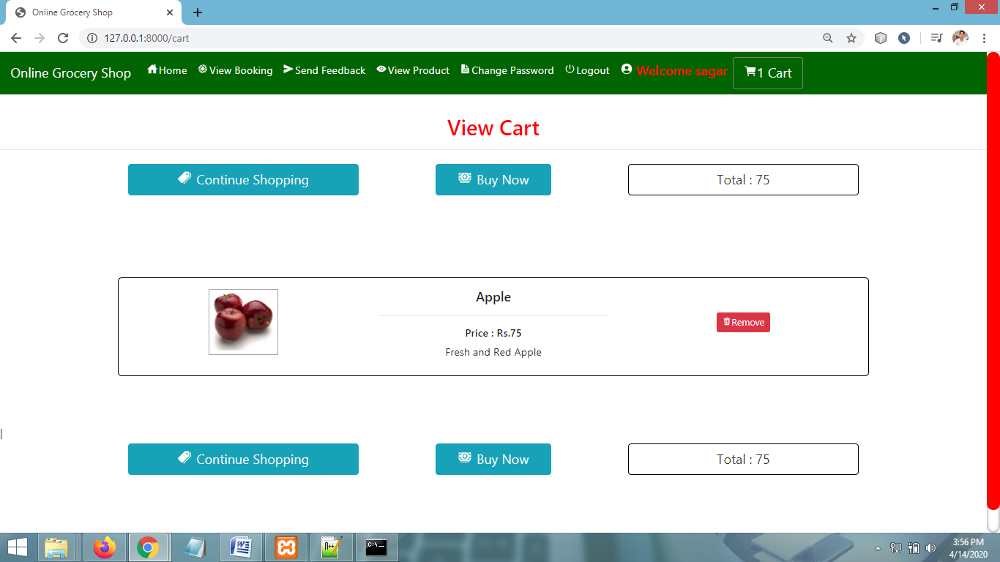 Online Grocery Shop
127.0.0.1:8000/cart
Online Grocery Shop Home View Booking Send Feedback View Product Change Password Logout Welcome sagar 1 Cart
View Cart
Continue Shopping Buy Now Total : 75
Apple
Price : Rs.75
Fresh and Red Apple
Remove
Continue Shopping Buy Now Total : 75
3:56 PM
4/14/2020